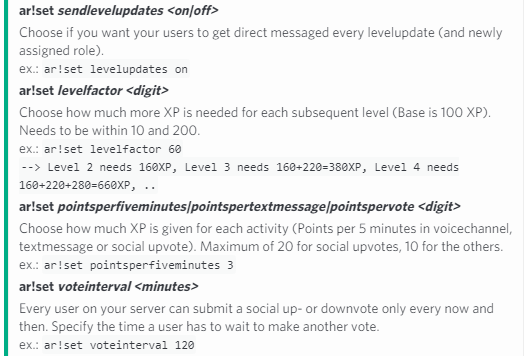 ar!set sendlevelupdates <on|off>
Choose if you want your users to get direct messaged every levelupdate (and newly
assigned role).
ex.: ar!set levelupdates on
ar!set levelfactor <digit>
Choose how much more XP is needed for each subsequent level (Base is 100 XP).
Needs to be within 10 and 200.
ex.: ar!set levelfactor 60
--> Level 2 needs 160XP, Level 3 needs 160+220=380XP, Level 4 needs
160+220+280=660XP, ..
ar!set pointsperfiveminutes|pointspertextmessage|pointspervote <digit>
Choose how much XP is given for each activity (Points per 5 minutes in voicechannel,
textmessage or social upvote). Maximum of 20 for social upvotes, 10 for the others.
ex.: ar!set pointsperfiveminutes 3
ar!set voteinterval <minutes>
Every user on your server can submit a social up- or downvote only every now and
then. Specify the time a user has to wait to make another vote.
ex.: ar!set voteinterval 120